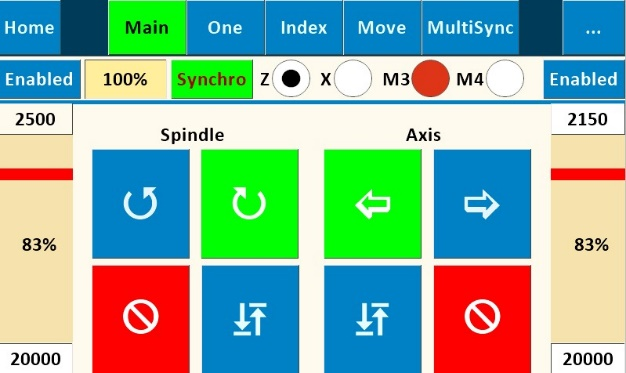 Home Main One Index Move MultiSync ...
Enabled 100% Synchro Z X M3 M4 Enabled
2500 2150
Spindle Axis
83% 83%
20000 20000